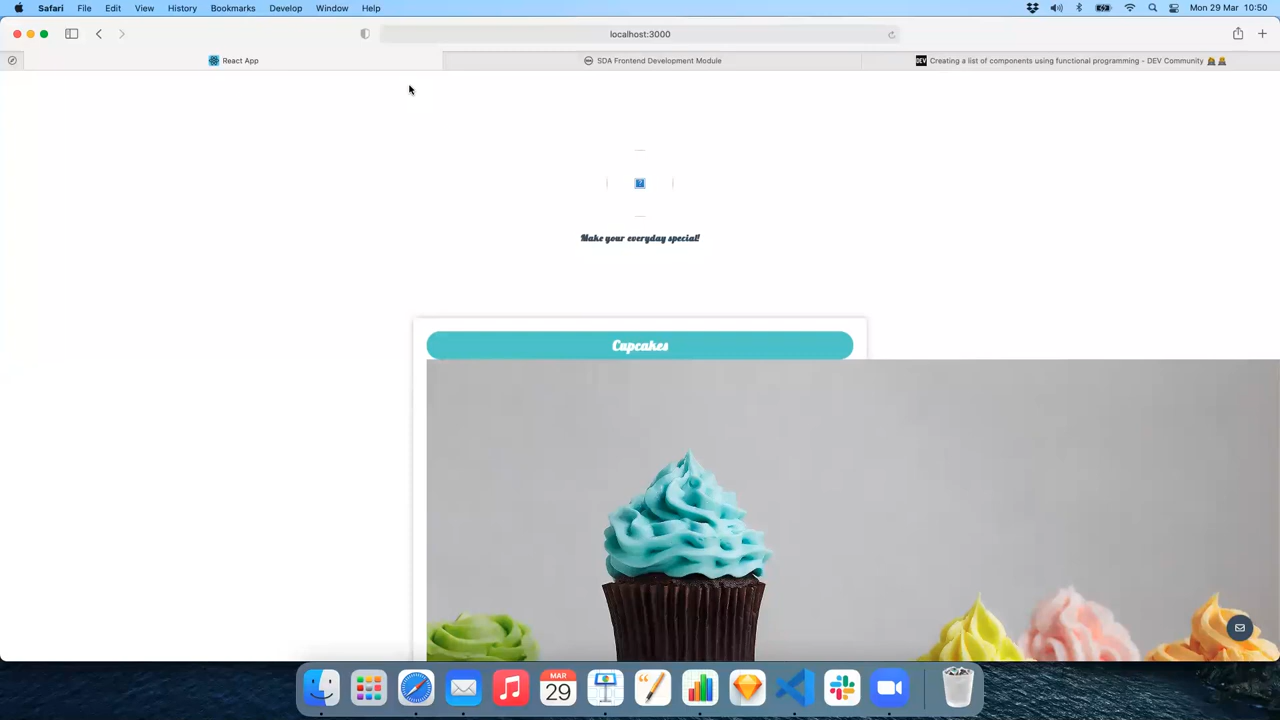 Safari File Edit View History Bookmarks Develop Window Help Mon 29 Mar 10:50
localhost:3000
React App
SDA Frontend Development Module
DEV Creating a list of components using functional programming - DEV Community
?
Make your everyday special!
Cupcakes
MAR
29